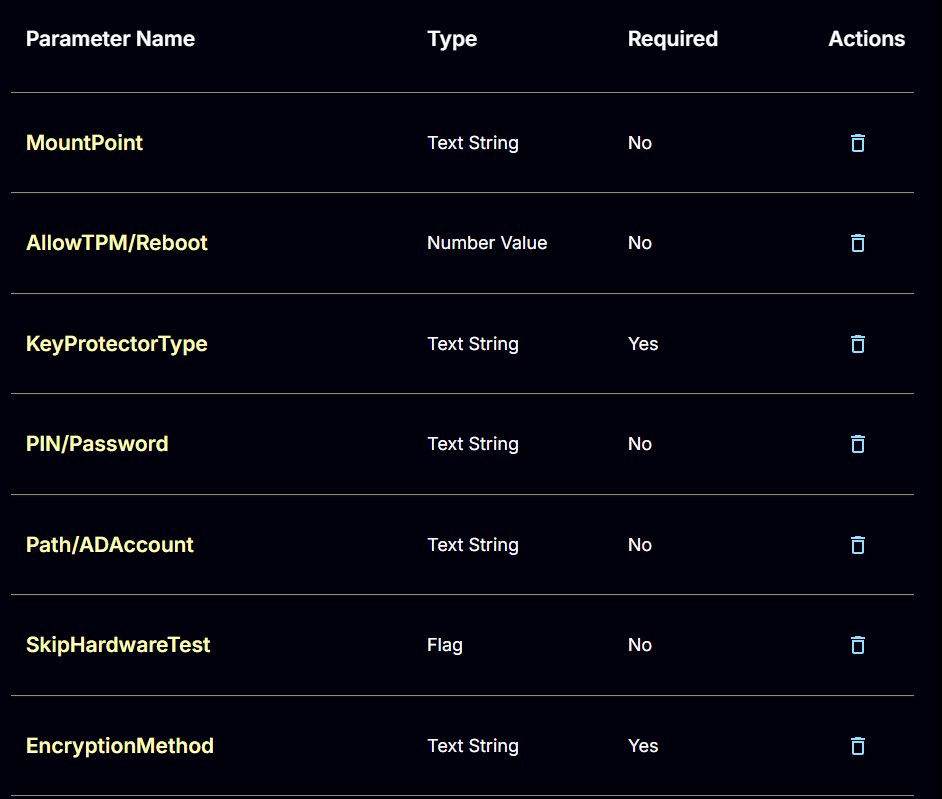 Parameter Name Type Required Actions
MountPoint Text String No
AllowTPM/Reboot Number Value No
KeyProtectorType Text String Yes
PIN/Password Text String No
Path/ADAccount Text String No
SkipHardwareTest Flag No
EncryptionMethod Text String Yes